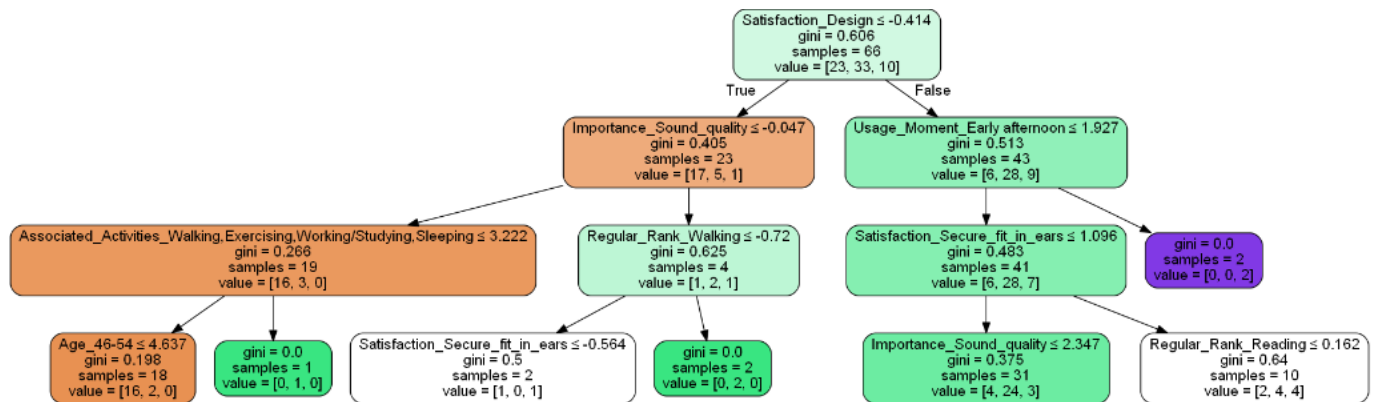 Satisfaction_Design ≤ -0.414
gini = 0.606
samples = 66
value = [23, 33, 10]
True
False
Importance_Sound_quality ≤ -0.047
gini = 0.405
samples = 23
value = [17, 5, 1]
Usage_Moment_Early afternoon ≤ 1.927
gini = 0.513
samples = 43
value = [6, 28, 9]
Associated_Activities_Walking,Exercising,Working/Studying,Sleeping ≤ 3.222
gini = 0.266
samples = 19
value = [16, 3, 0]
Regular_Rank_Walking ≤ -0.72
gini = 0.625
samples = 4
value = [1, 2, 1]
Satisfaction_Secure_fit_in_ears ≤ 1.096
gini = 0.483
samples = 41
value = [6, 28, 7]
gini = 0.0
samples = 2
value = [0, 0, 2]
Age_46-54 ≤ 4.637
gini = 0.198
samples = 18
value = [16, 2, 0]
gini = 0.0
samples = 1
value = [0, 1, 0]
Satisfaction_Secure_fit_in_ears ≤ -0.564
gini = 0.5
samples = 2
value = [1, 0, 1]
gini = 0.0
samples = 2
value = [0, 2, 0]
Importance_Sound_quality ≤ 2.347
gini = 0.375
samples = 31
value = [4, 24, 3]
Regular_Rank_Reading ≤ 0.162
gini = 0.64
samples = 10
value = [2, 4, 4]